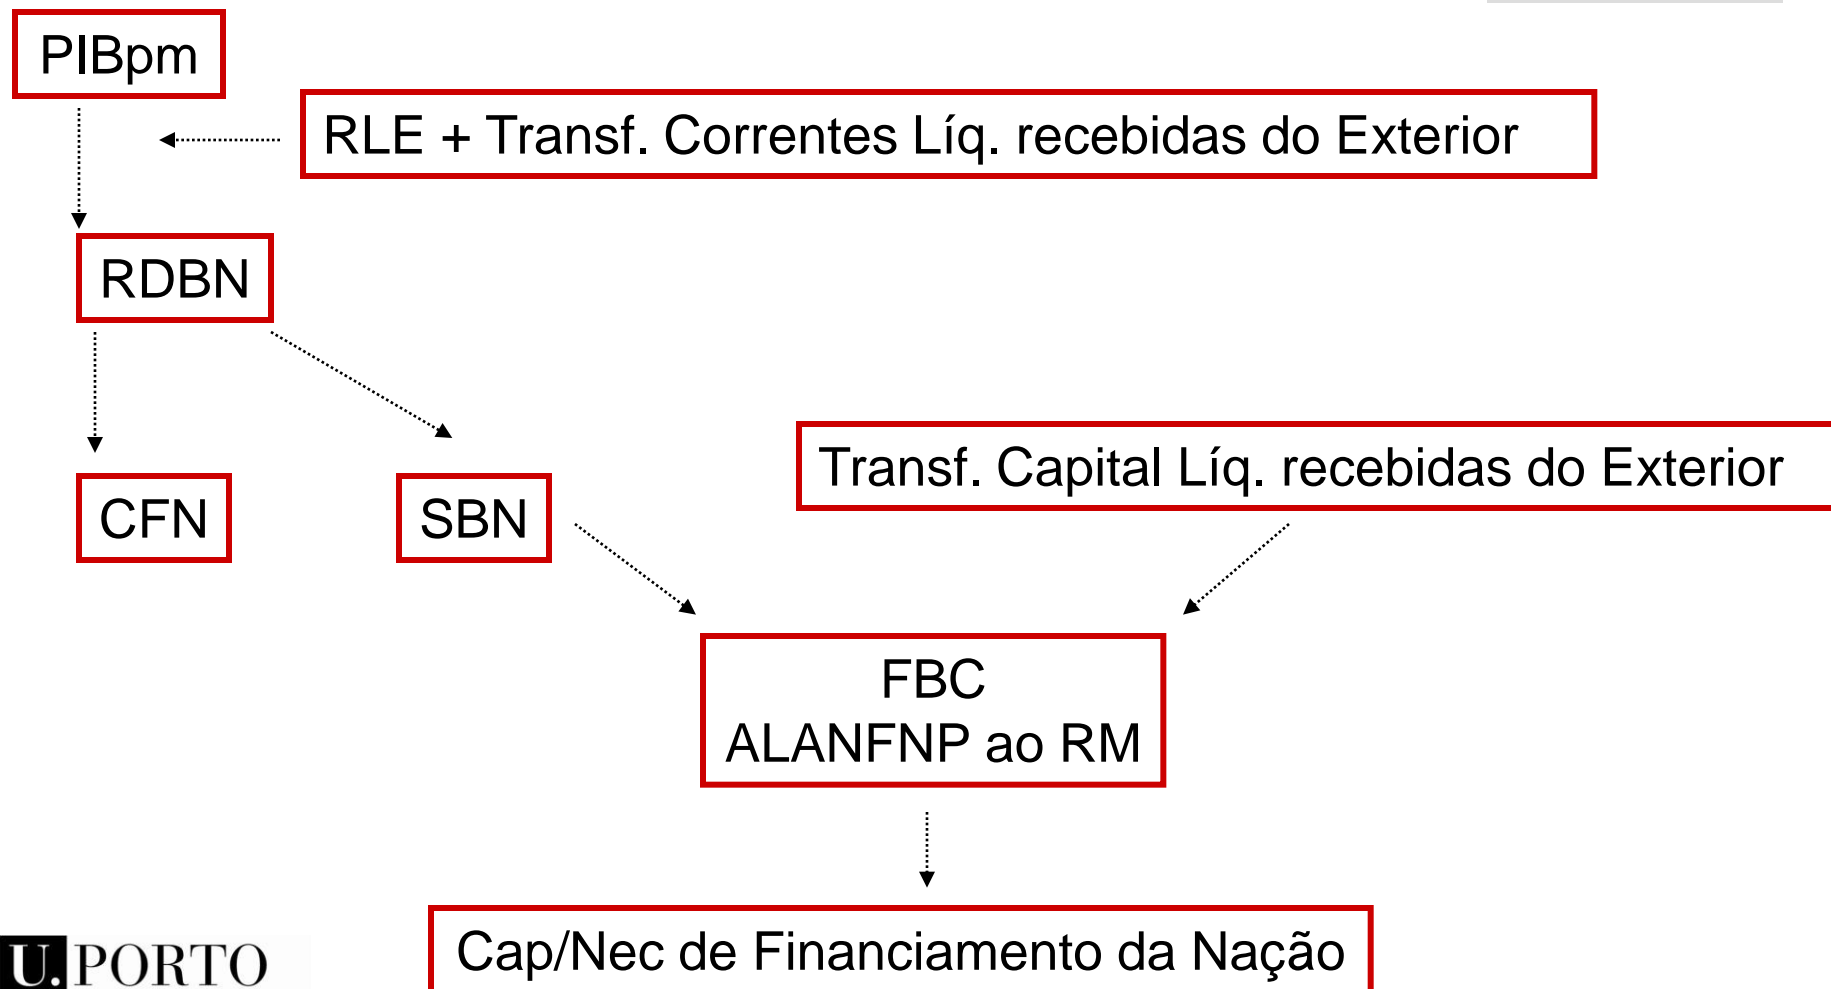 PIBpm
RLE + Transf. Correntes Líq. recebidas do Exterior
RDBN
Transf. Capital Líq. recebidas do Exterior
CFN
SBN
FBC
ALANFNP ao RM
Cap/Nec de Financiamento da Nação
U.PORTO